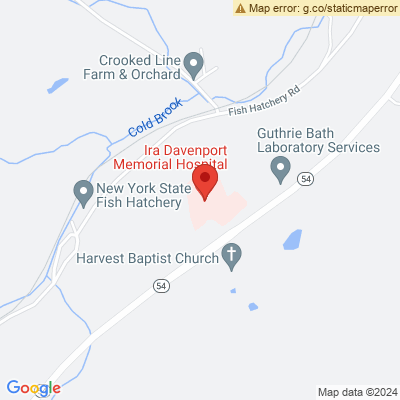 Map error: g.co/staticmaperror
Crooked Line
Farm & Orchard
Cold Brook
Fish Hatchery Rd
Ira Davenport
Memorial Hospital
Guthrie Bath
Laboratory Services
54
New York State
Fish Hatchery
Harvest Baptist Church
54
Google
Map data ©2024